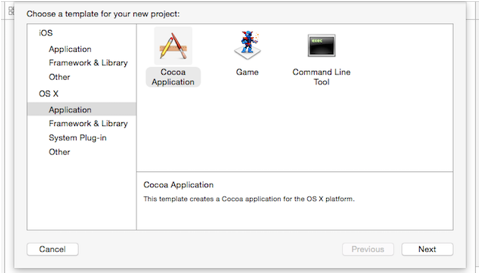 Choose a template for your new project:
iOS
Application
Framework & Library
Other
OS X
Application
Framework & Library
System Plug-in
Other
Cocoa
Application
Game
Command Line
Tool
Cocoa Application
This template creates a Cocoa application for the OS X platform.
Cancel
Previous
Next